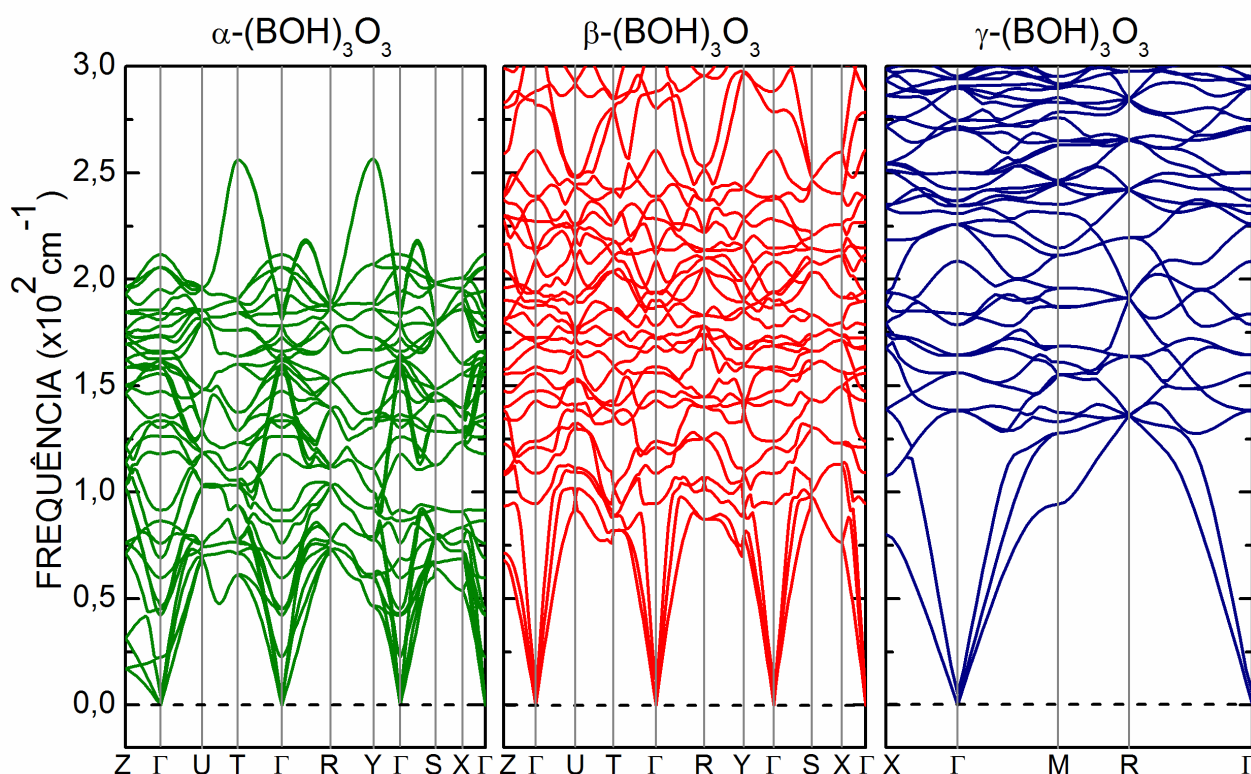 α-(BOH)₃O₃ β-(BOH)₃O₃ γ-(BOH)₃O₃
FREQUÊNCIA (x10² cm⁻¹)
3,0
2,5
2,0
1,5
1,0
0,5
0,0
Z Γ U T Γ R Y Γ S X Γ
Z Γ U T Γ R Y Γ S X Γ
X Γ M R Γ